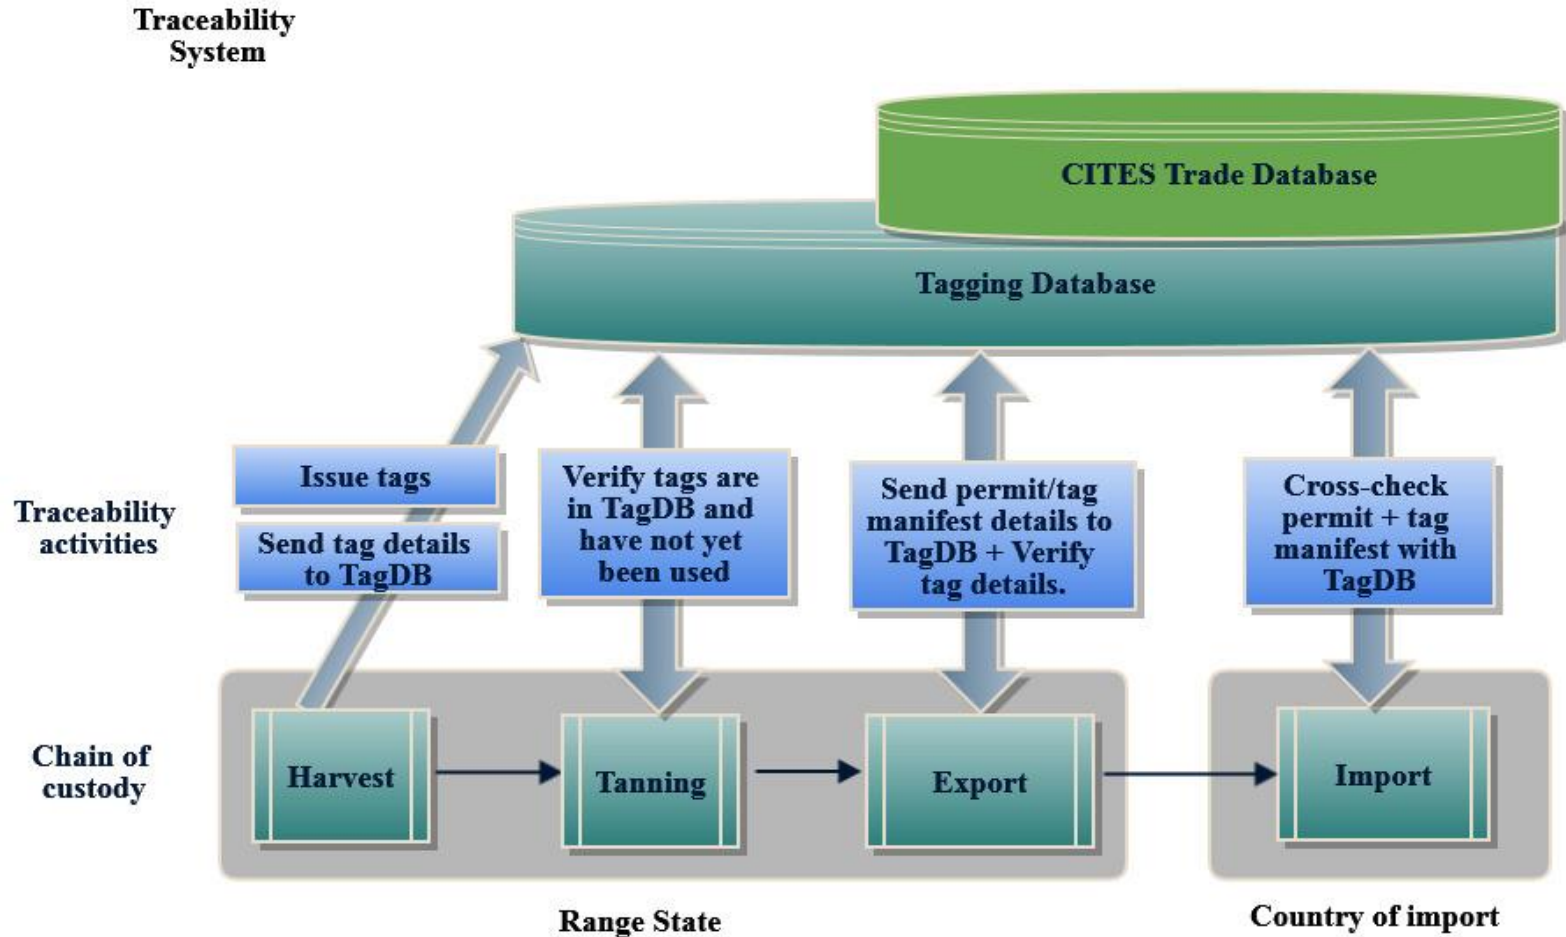 Traceability
System
CITES Trade Database
Tagging Database
Issue tags
Send tag details
to TagDB
Verify tags are
in TagDB and
have not yet
been used
Send permit/tag
manifest details to
TagDB + Verify
tag details.
Cross-check
permit + tag
manifest with
TagDB
Traceability
activities
Chain of
custody
Harvest
Tanning
Export
Import
Range State
Country of import